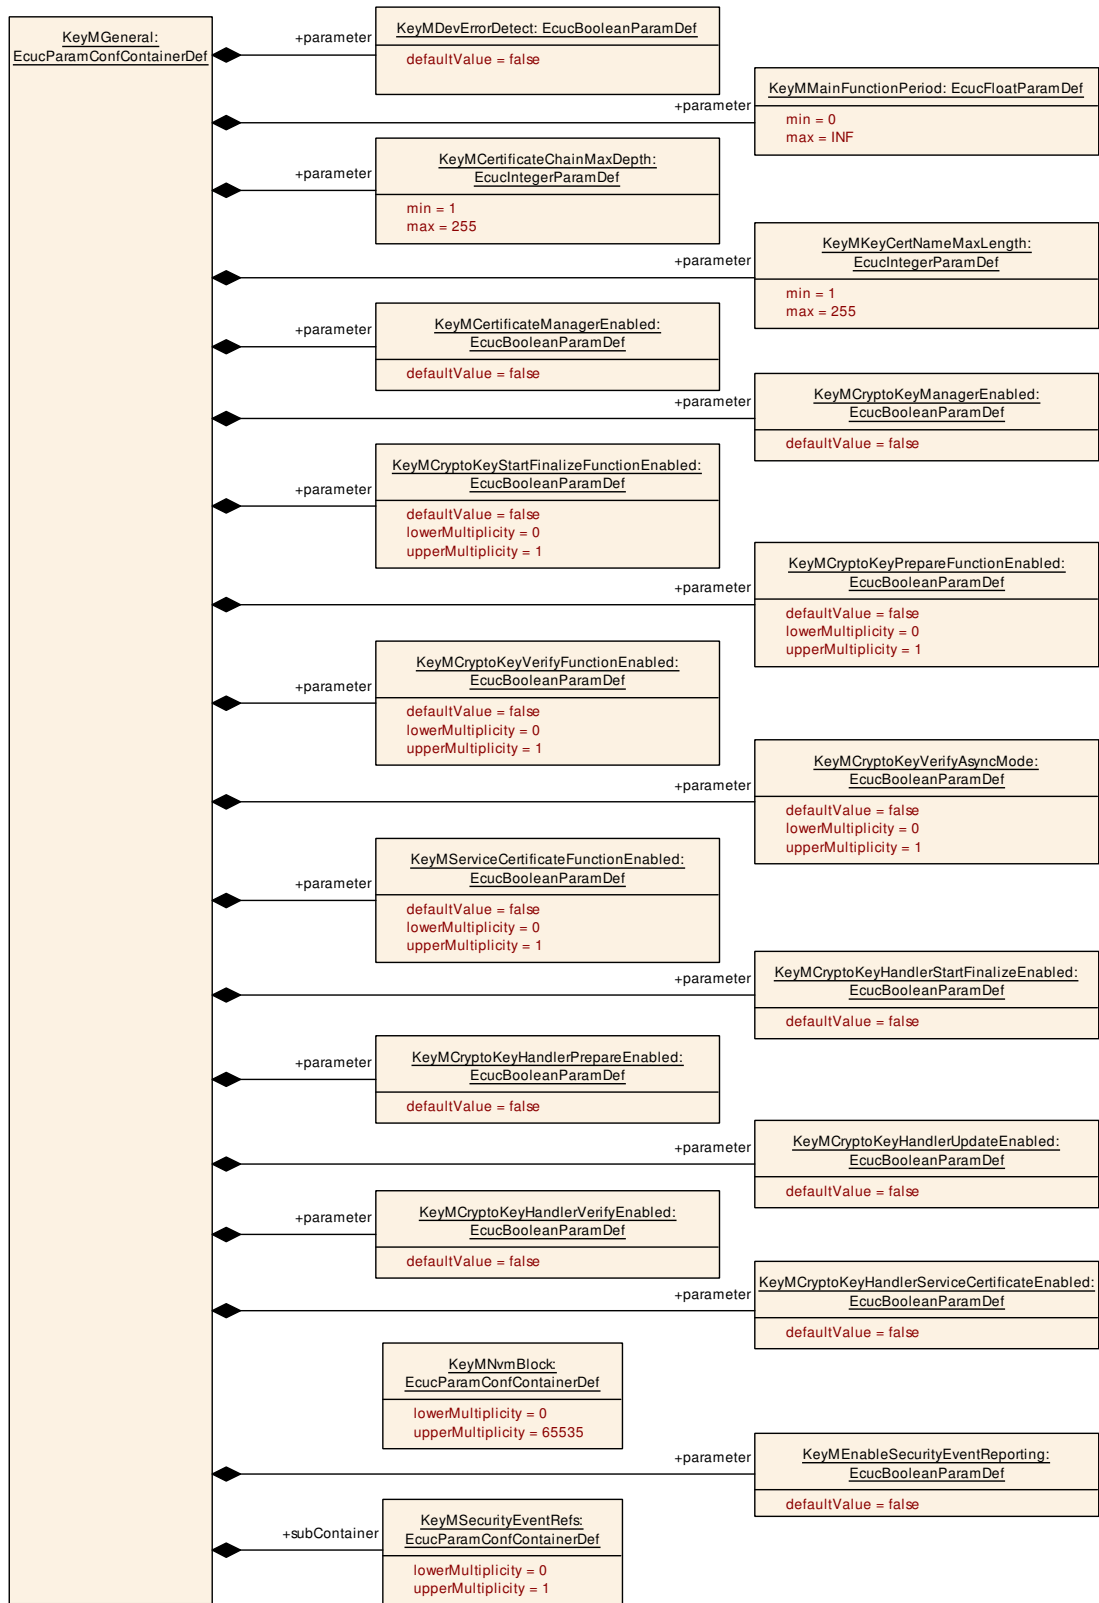 KeyMGeneral:
EcucParamConfContainerDef
+parameter
KeyMDevErrorDetect: EcucBooleanParamDef
defaultValue = false
+parameter
KeyMMainFunctionPeriod: EcucFloatParamDef
min = 0
max = INF
+parameter
KeyMCertificateChainMaxDepth:
EcucIntegerParamDef
min = 1
max = 255
+parameter
KeyMKeyCertNameMaxLength:
EcucIntegerParamDef
min = 1
max = 255
+parameter
KeyMCertificateManagerEnabled:
EcucBooleanParamDef
defaultValue = false
+parameter
KeyMCryptoKeyManagerEnabled:
EcucBooleanParamDef
defaultValue = false
+parameter
KeyMCryptoKeyStartFinalizeFunctionEnabled:
EcucBooleanParamDef
defaultValue = false
lowerMultiplicity = 0
upperMultiplicity = 1
+parameter
KeyMCryptoKeyPrepareFunctionEnabled:
EcucBooleanParamDef
defaultValue = false
lowerMultiplicity = 0
upperMultiplicity = 1
+parameter
KeyMCryptoKeyVerifyFunctionEnabled:
EcucBooleanParamDef
defaultValue = false
lowerMultiplicity = 0
upperMultiplicity = 1
+parameter
KeyMCryptoKeyVerifyAsyncMode:
EcucBooleanParamDef
defaultValue = false
lowerMultiplicity = 0
upperMultiplicity = 1
+parameter
KeyMServiceCertificateFunctionEnabled:
EcucBooleanParamDef
defaultValue = false
lowerMultiplicity = 0
upperMultiplicity = 1
+parameter
KeyMCryptoKeyHandlerStartFinalizeEnabled:
EcucBooleanParamDef
defaultValue = false
+parameter
KeyMCryptoKeyHandlerPrepareEnabled:
EcucBooleanParamDef
defaultValue = false
+parameter
KeyMCryptoKeyHandlerUpdateEnabled:
EcucBooleanParamDef
defaultValue = false
+parameter
KeyMCryptoKeyHandlerVerifyEnabled:
EcucBooleanParamDef
defaultValue = false
+parameter
KeyMCryptoKeyHandlerServiceCertificateEnabled:
EcucBooleanParamDef
defaultValue = false
KeyMNvmBlock:
EcucParamConfContainerDef
lowerMultiplicity = 0
upperMultiplicity = 65535
+parameter
KeyMEnableSecurityEventReporting:
EcucBooleanParamDef
defaultValue = false
+subContainer
KeyMSecurityEventRefs:
EcucParamConfContainerDef
lowerMultiplicity = 0
upperMultiplicity = 1